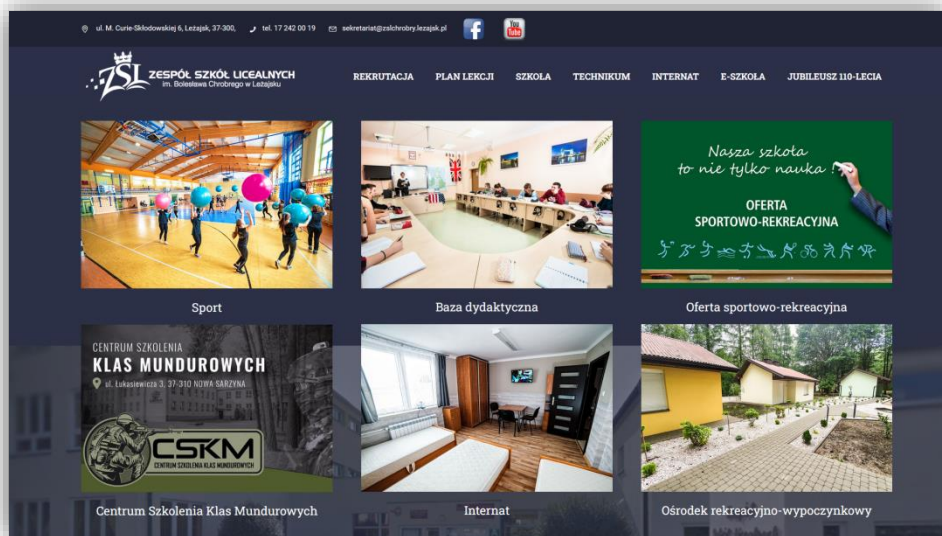 ul. M. Curie-Skłodowskiej 6, Leżajsk, 37-300,
tel. 17 242 00 19
sekretariat@zslchrobry.lezajsk.pl
f
You Tube
ZSL
ZESPÓŁ SZKÓŁ LICEALNYCH
im. Bolesława Chrobrego w Leżajsku
REKRUTACJA
PLAN LEKCJI
SZKOŁA
TECHNIKUM
INTERNAT
E-SZKOŁA
JUBILEUSZ 110-LECIA
Nasza szkoła
to nie tylko nauka !
OFERTA
SPORTOWO-REKREACYJNA
Sport
Baza dydaktyczna
Oferta sportowo-rekreacyjna
CENTRUM SZKOLENIA
KLAS MUNDUROWYCH
ul. Łukasiewicza 3, 37-310 NOWA SARZYNA
CSKM
CENTRUM SZKOLENIA KLAS MUNDUROWYCH
Centrum Szkolenia Klas Mundurowych
Internat
Ośrodek rekreacyjno-wypoczynkowy